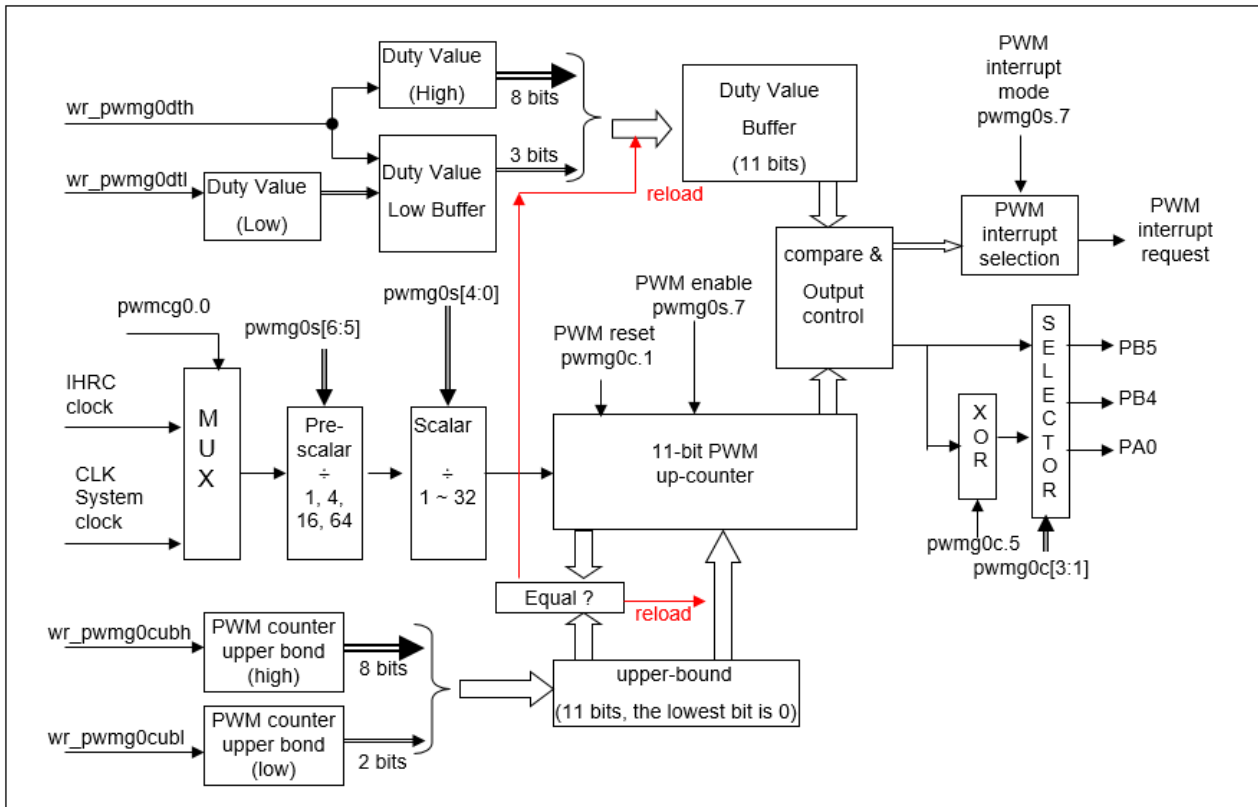 wr_pwmg0dth
wr_pwmg0dtl
Duty Value
(Low)
Duty Value
(High)
Duty Value
Low Buffer
8 bits
3 bits
reload
Duty Value
Buffer
(11 bits)
PWM
interrupt
mode
pwmg0s.7
PWM
interrupt
selection
PWM
interrupt
request
compare &
Output
control
pwmcg0.0
IHRC
clock
CLK
System
clock
M
U
X
pwmg0s[6:5]
Pre-
scalar
÷
1, 4,
16, 64
pwmg0s[4:0]
Scalar
÷
1 ~ 32
PWM reset
pwmg0c.1
PWM enable
pwmg0s.7
11-bit PWM
up-counter
XOR
pwmg0c.5
S
E
L
E
C
T
O
R
pwmg0c[3:1]
PB5
PB4
PA0
Equal ?
reload
wr_pwmg0cubh
PWM counter
upper bond
(high)
8 bits
wr_pwmg0cubl
PWM counter
upper bond
(low)
2 bits
upper-bound
(11 bits, the lowest bit is 0)